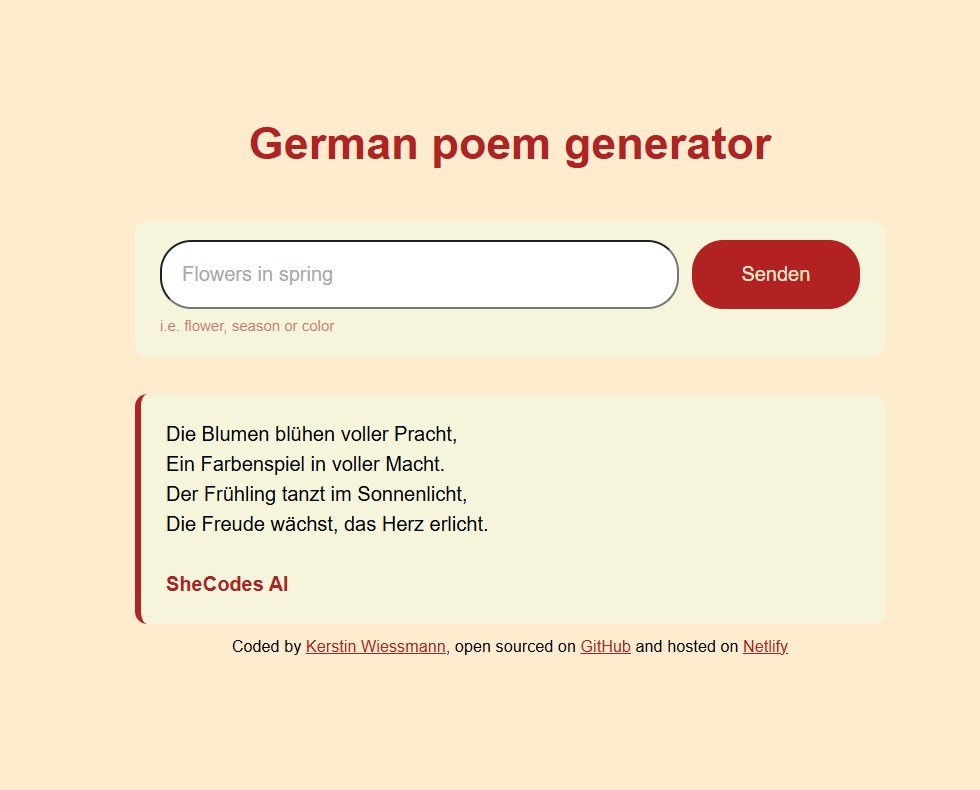 German poem generator
Flowers in spring
Senden
i.e. flower, season or color
Die Blumen blühen voller Pracht,
Ein Farbenspiel in voller Macht.
Der Frühling tanzt im Sonnenlicht,
Die Freude wächst, das Herz erlicht.
SheCodes AI
Coded by Kerstin Wiessmann, open sourced on GitHub and hosted on Netlify